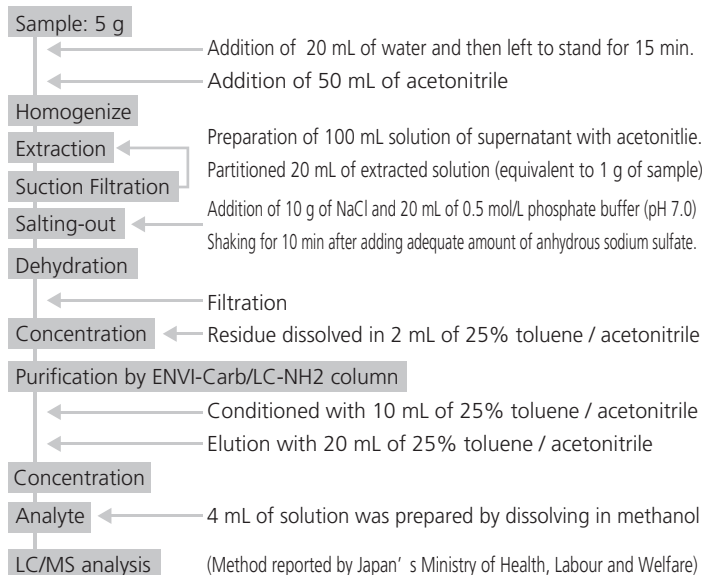 Sample: 5 g
Addition of 20 mL of water and then left to stand for 15 min.
Addition of 50 mL of acetonitrile
Homogenize
Preparation of 100 mL solution of supernatant with acetonitlie.
Extraction
Partitioned 20 mL of extracted solution (equivalent to 1 g of sample)
Suction Filtration
Addition of 10 g of NaCl and 20 mL of 0.5 mol/L phosphate buffer (pH 7.0)
Salting-out
Shaking for 10 min after adding adequate amount of anhydrous sodium sulfate.
Dehydration
Filtration
Concentration
Residue dissolved in 2 mL of 25% toluene / acetonitrile
Purification by ENVI-Carb/LC-NH2 column
Conditioned with 10 mL of 25% toluene / acetonitrile
Elution with 20 mL of 25% toluene / acetonitrile
Concentration
Analyte
4 mL of solution was prepared by dissolving in methanol
LC/MS analysis
(Method reported by Japan’ s Ministry of Health, Labour and Welfare)